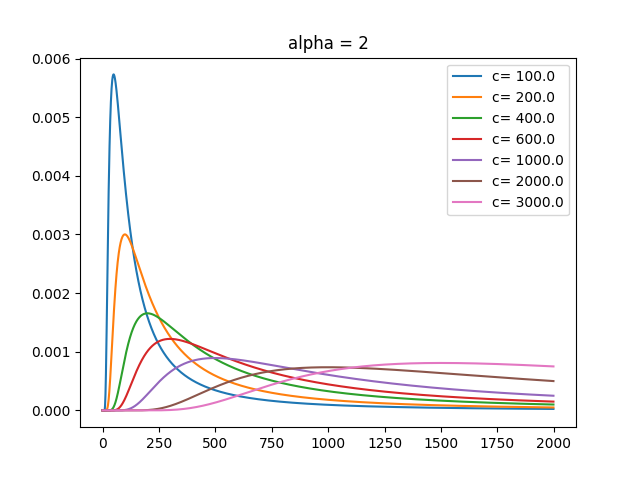 alpha = 2
0.006
0.005
0.004
0.003
0.002
0.001
0.000
c= 100.0
c= 200.0
c= 400.0
c= 600.0
c= 1000.0
c= 2000.0
c= 3000.0
0 250 500 750 1000 1250 1500 1750 2000